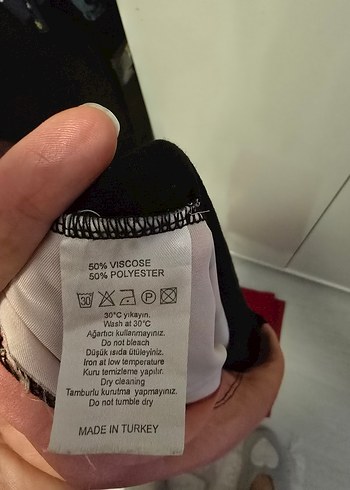 50% VISCOSE
50% POLYESTER
30 P
30°C yıkayın.
Wash at 30°C
Ağartıcı kullanmayınız.
Do not bleach
Düşük ısıda ütüleyiniz.
Iron at low temperature
Kuru temizleme yapılır.
Dry cleaning
Tamburlu kurutma yapmayınız.
Do not tumble dry
MADE IN TURKEY